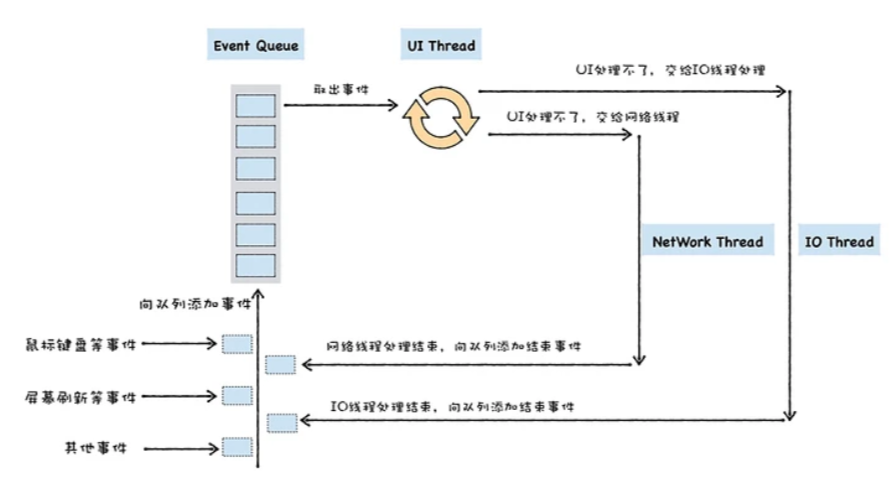 Event Queue
UI Thread
取出事件
UI处理不了，交给IO线程处理
UI处理不了，交给网络线程
NetWork Thread
IO Thread
向队列添加事件
鼠标键盘等事件
网络线程处理结束，向队列添加结束事件
屏幕刷新等事件
IO线程处理结束，向队列添加结束事件
其他事件